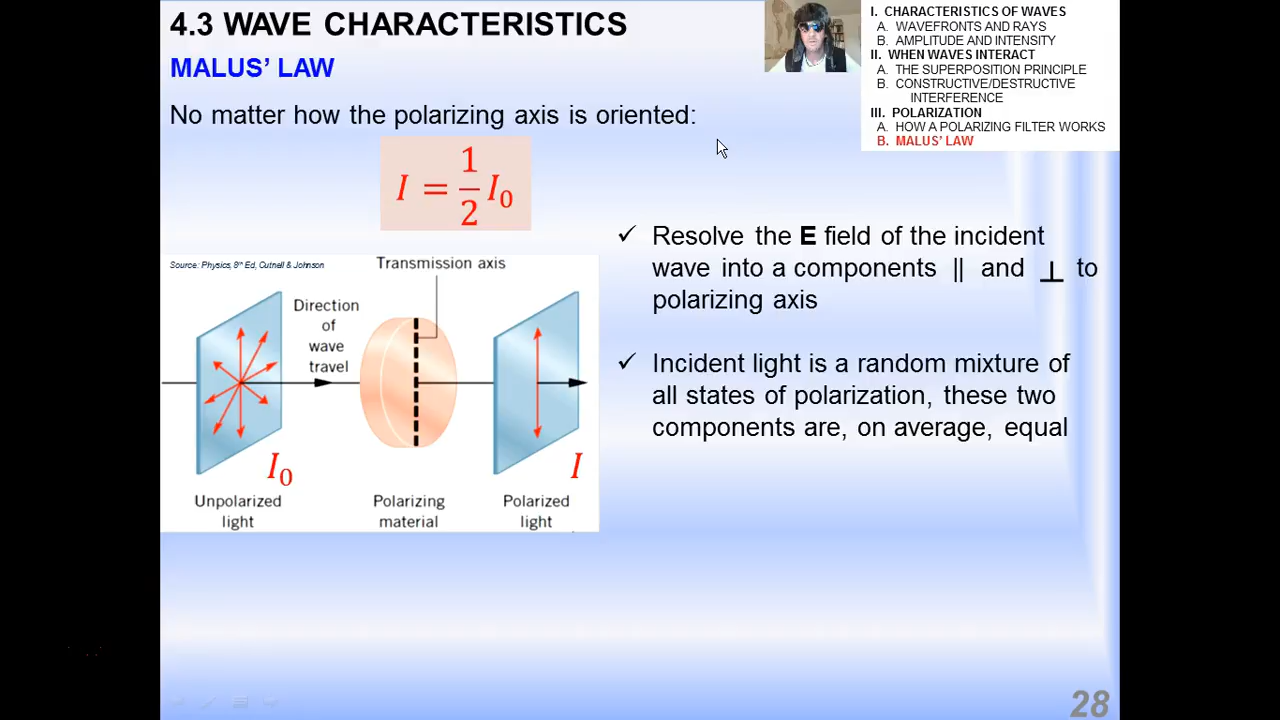 4.3 WAVE CHARACTERISTICS
MALUS’ LAW
No matter how the polarizing axis is oriented:
I = 1/2 I₀
I. CHARACTERISTICS OF WAVES
A. WAVEFRONTS AND RAYS
B. AMPLITUDE AND INTENSITY
II. WHEN WAVES INTERACT
A. THE SUPERPOSITION PRINCIPLE
B. CONSTRUCTIVE/DESTRUCTIVE
INTERFERENCE
III. POLARIZATION
A. HOW A POLARIZING FILTER WORKS
B. MALUS’ LAW
Source: Physics, 8th Ed, Cutnell & Johnson
Transmission axis
Direction
of
wave
travel
I₀
I
Unpolarized
light
Polarizing
material
Polarized
light
✓ Resolve the E field of the incident
wave into a components || and ⊥ to
polarizing axis
✓ Incident light is a random mixture of
all states of polarization, these two
components are, on average, equal
28